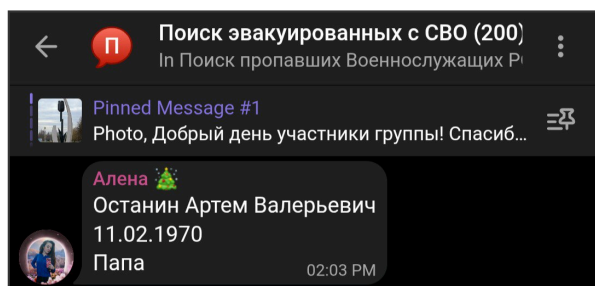 П
Поиск эвакуированных с СВО (200)
In Поиск пропавших Военнослужащих Р
Pinned Message #1
Photo, Добрый день участники группы! Спасиб...
Алена 🎄
Останин Артем Валерьевич
11.02.1970
Папа
02:03 PM